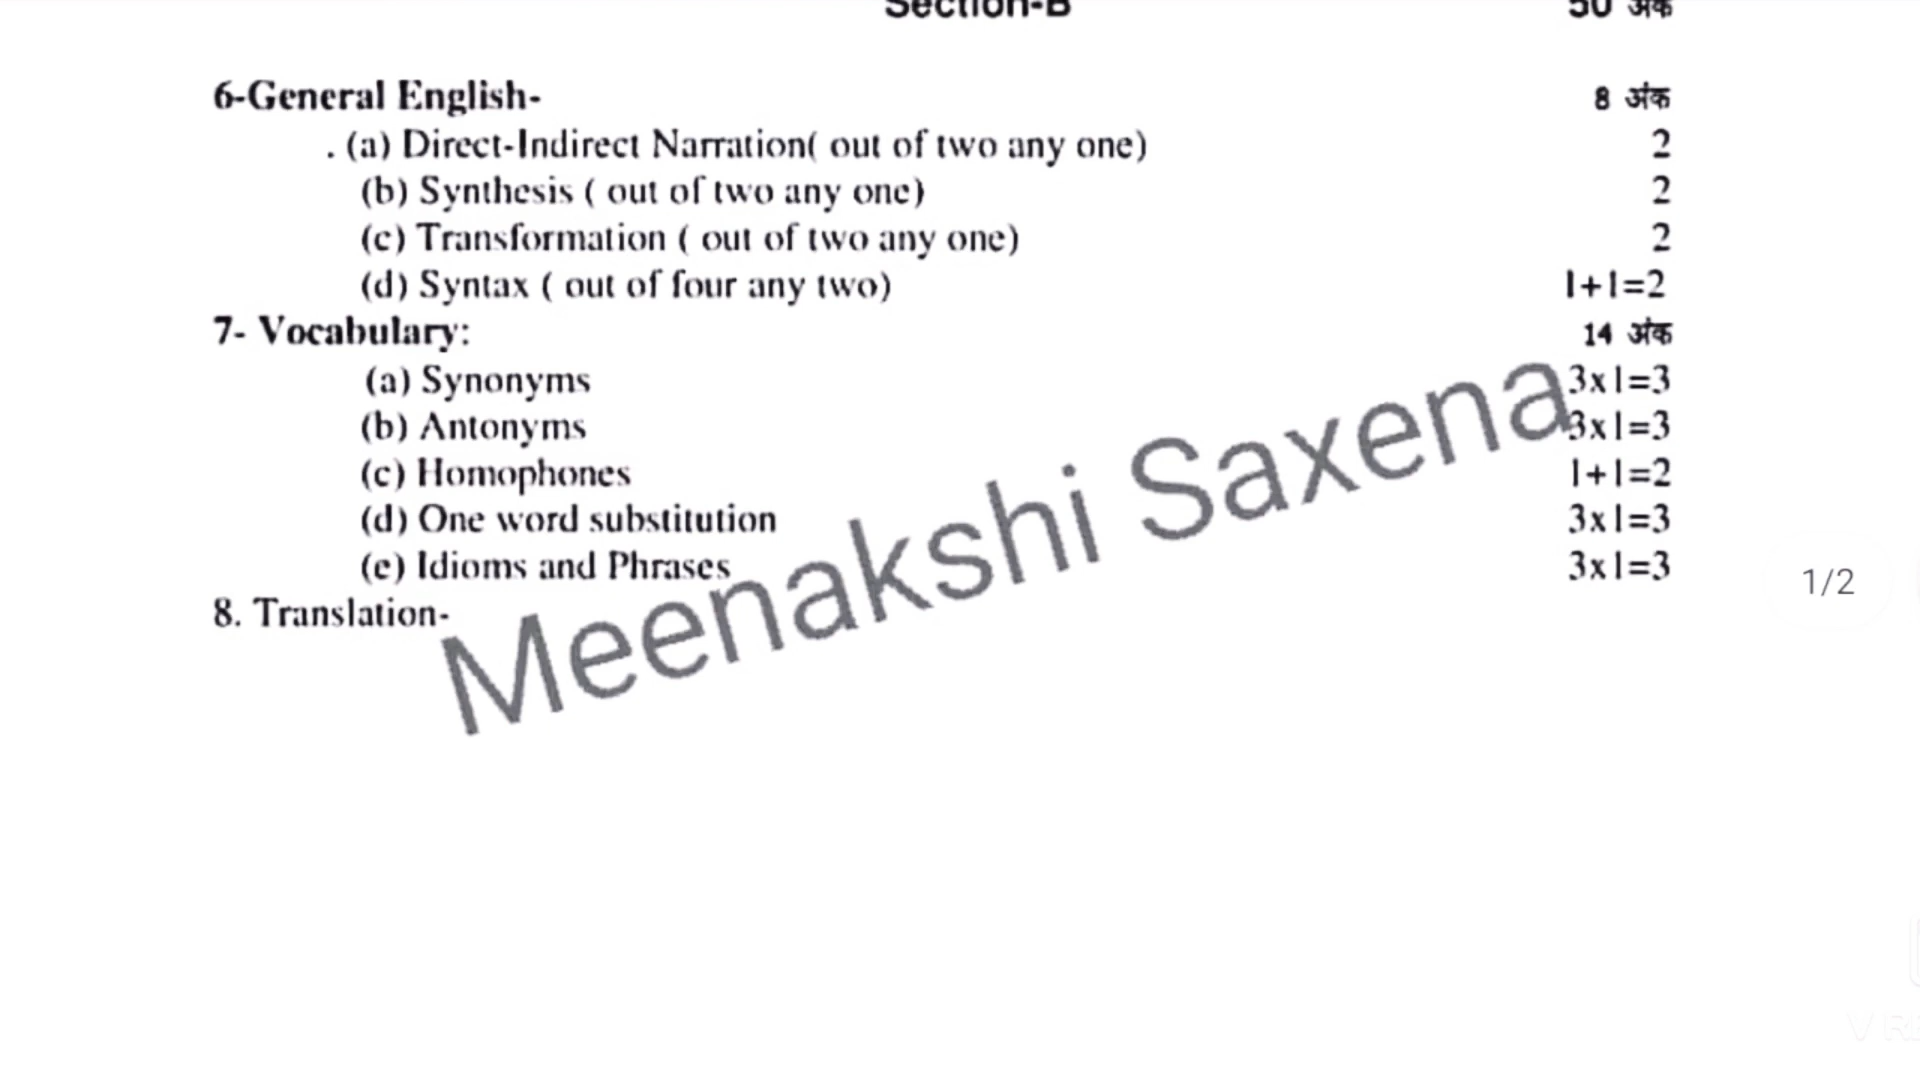 Section-B 50 अंक
6-General English- 8 अंक
. (a) Direct-Indirect Narration( out of two any one) 2
(b) Synthesis ( out of two any one) 2
(c) Transformation ( out of two any one) 2
(d) Syntax ( out of four any two) 1+1=2
7- Vocabulary: 14 अंक
(a) Synonyms 3x1=3
(b) Antonyms 3x1=3
(c) Homophones 1+1=2
(d) One word substitution 3x1=3
(e) Idioms and Phrases 3x1=3
8. Translation-
Meenakshi Saxena
1/2